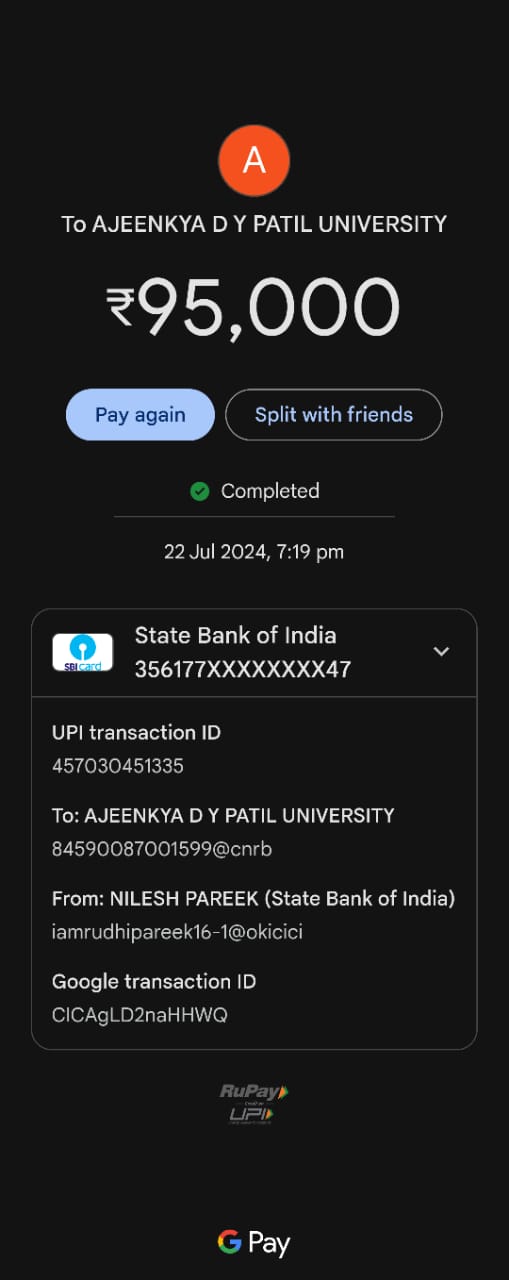 A
To AJEENKYA D Y PATIL UNIVERSITY
₹95,000
Pay again
Split with friends
Completed
22 Jul 2024, 7:19 pm
SBI card
State Bank of India
356177XXXXXXXX47
UPI transaction ID
457030451335
To: AJEENKYA D Y PATIL UNIVERSITY
84590087001599@cnrb
From: NILESH PAREEK (State Bank of India)
iamrudhipareek16-1@okicici
Google transaction ID
CICAgLD2naHHWQ
RuPay
UPI
G Pay